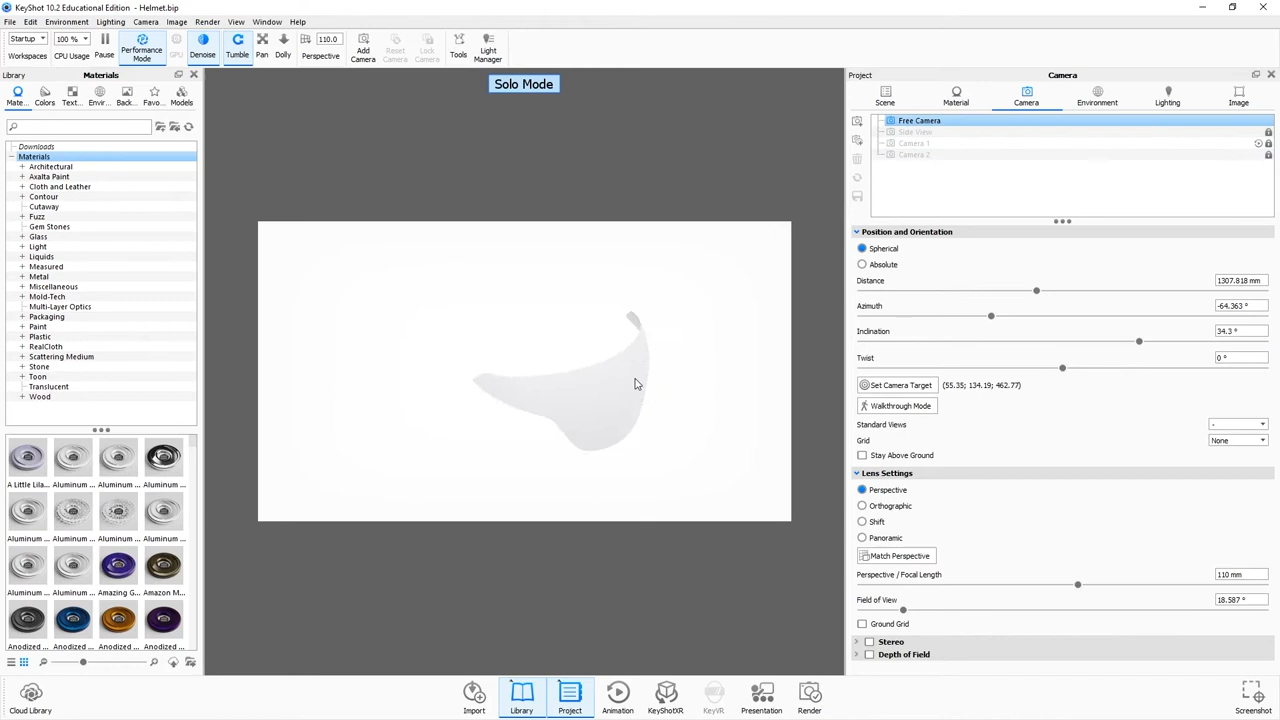 KeyShot 10.2 Educational Edition - Helmet.bip
File Edit Environment Lighting Camera Image Render View Window Help
Startup 100 % 110.0
Workspaces CPU Usage Pause Performance Mode GPU Denoise Tumble Pan Dolly Perspective Add Camera Reset Camera Lock Camera Tools Light Manager
Library Materials
Mate... Colors Text... Envir... Back... Favo... Models
Downloads
Materials
Architectural
Axalta Paint
Cloth and Leather
Contour
Cutaway
Fuzz
Gem Stones
Glass
Light
Liquids
Measured
Metal
Miscellaneous
Mold-Tech
Multi-Layer Optics
Packaging
Paint
Plastic
RealCloth
Scattering Medium
Stone
Toon
Translucent
Wood
A Little Lila... Aluminum ... Aluminum ... Aluminum ...
Aluminum ... Aluminum ... Aluminum ... Aluminum ...
Aluminum ... Aluminum ... Amazing G... Amazon M...
Anodized ... Anodized ... Anodized ... Anodized ...
Solo Mode
Project Camera
Scene Material Camera Environment Lighting Image
Free Camera
Side View
Camera 1
Camera 2
Position and Orientation
Spherical
Absolute
Distance 1307.818 mm
Azimuth -64.363 °
Inclination 34.3 °
Twist 0 °
Set Camera Target (55.35; 134.19; 462.77)
Walkthrough Mode
Standard Views -
Grid None
Stay Above Ground
Lens Settings
Perspective
Orthographic
Shift
Panoramic
Match Perspective
Perspective / Focal Length 110 mm
Field of View 18.587 °
Ground Grid
Stereo
Depth of Field
Cloud Library Import Library Project Animation KeyShotXR KeyVR Presentation Render Screenshot